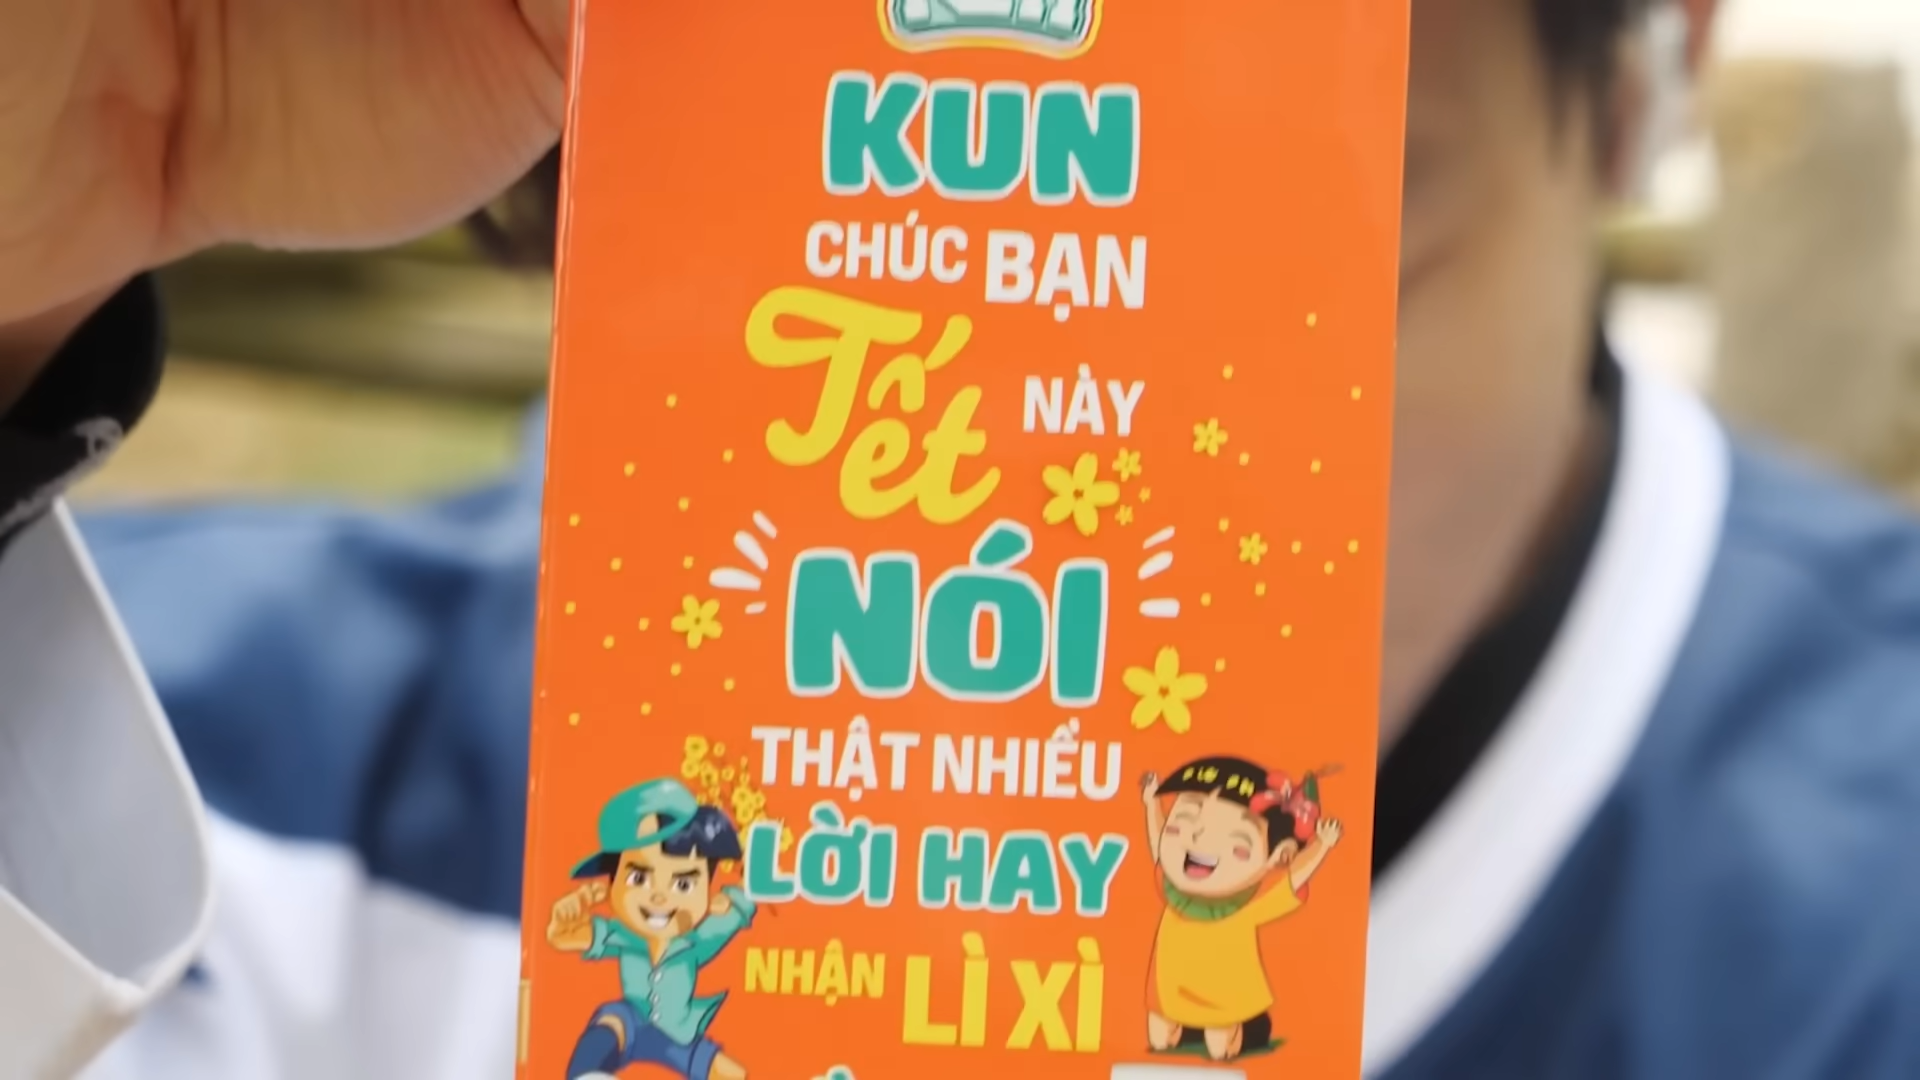 KUN
CHÚC BẠN
Tết NÀY
NÓI
THẬT NHIỀU
LỜI HAY
NHẬN LÌ XÌ